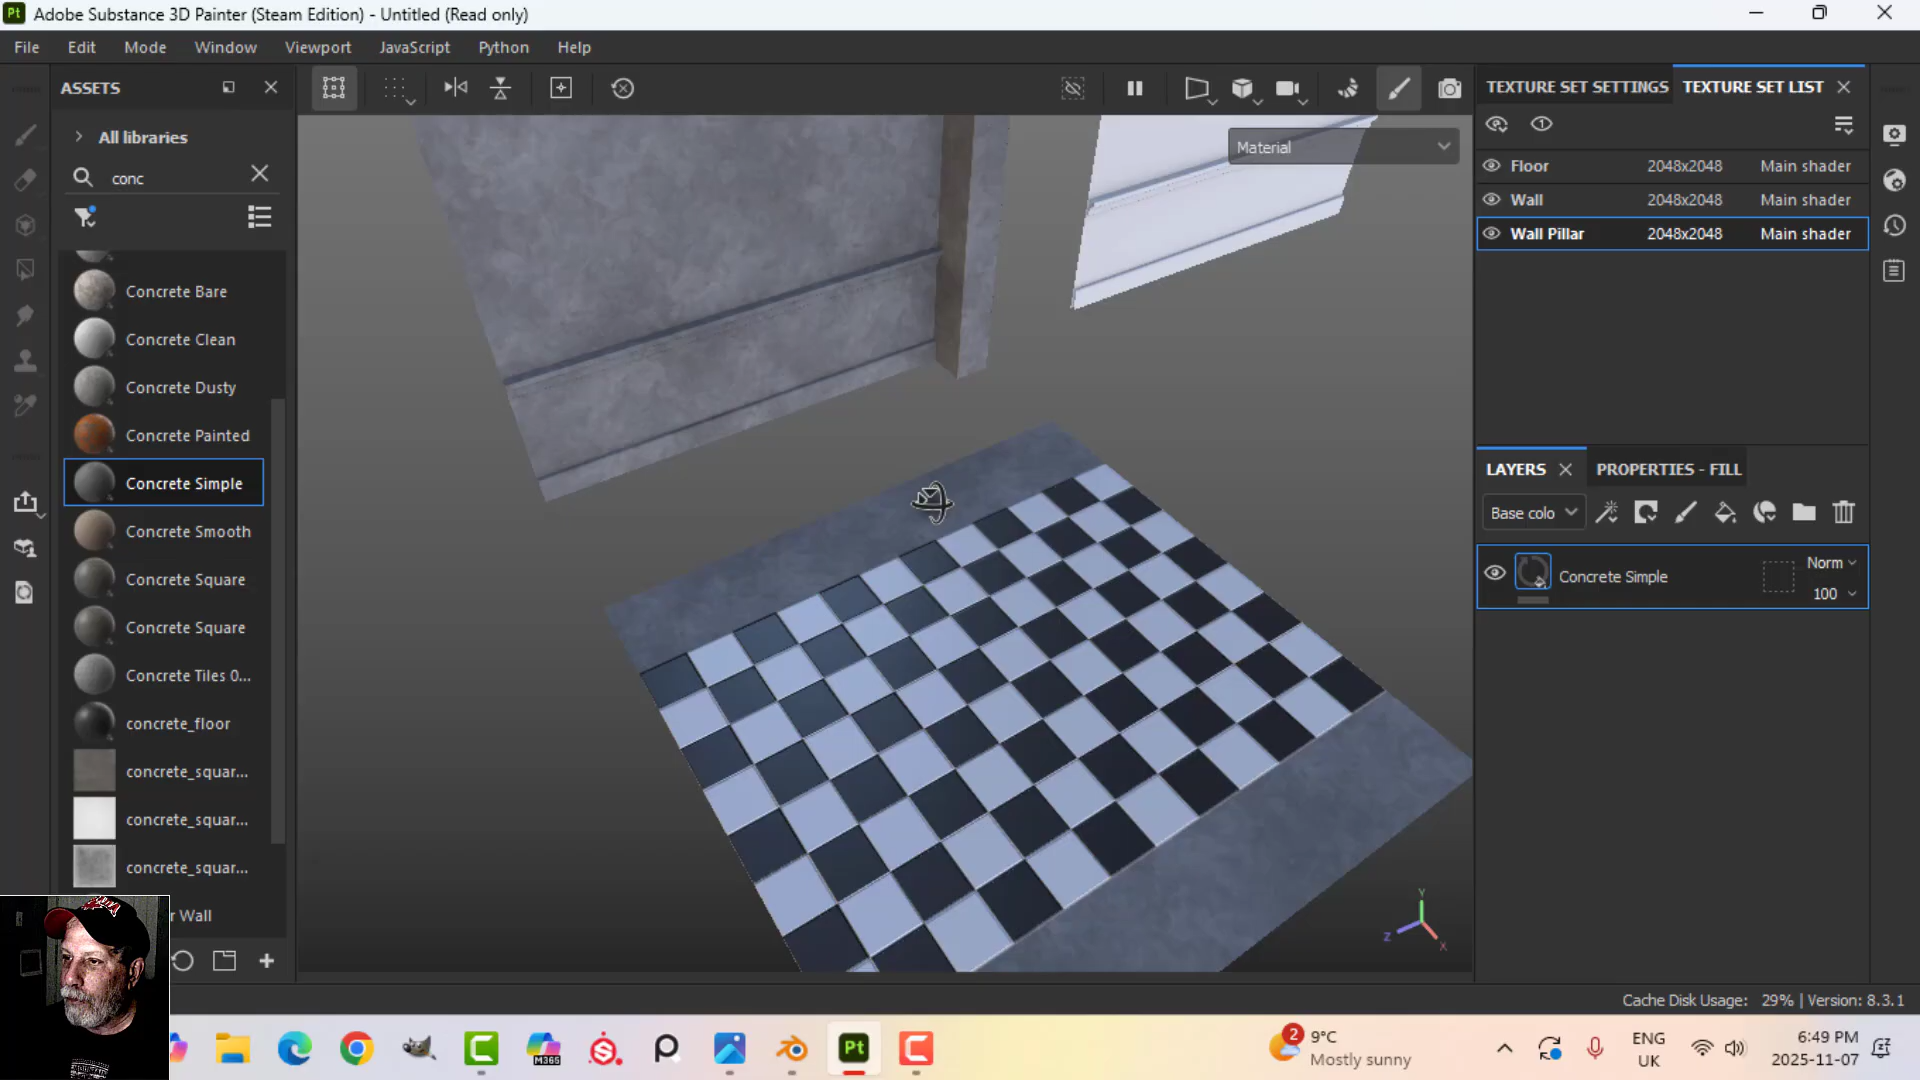 Adobe Substance 3D Painter (Steam Edition) - Untitled (Read only)
File Edit Mode Window Viewport JavaScript Python Help
ASSETS
All libraries
conc
Concrete Bare
Concrete Clean
Concrete Dusty
Concrete Painted
Concrete Simple
Concrete Smooth
Concrete Square
Concrete Square
Concrete Tiles 0...
concrete_floor
concrete_squar...
concrete_squar...
concrete_squar...
r Wall
Material
Y
Z
X
TEXTURE SET SETTINGS TEXTURE SET LIST
Floor 2048x2048 Main shader
Wall 2048x2048 Main shader
Wall Pillar 2048x2048 Main shader
LAYERS PROPERTIES - FILL
Base colo
Concrete Simple Norm
100
Cache Disk Usage: 29% | Version: 8.3.1
Pt
M365
2
9°C
Mostly sunny
ENG
UK
6:49 PM
2025-11-07